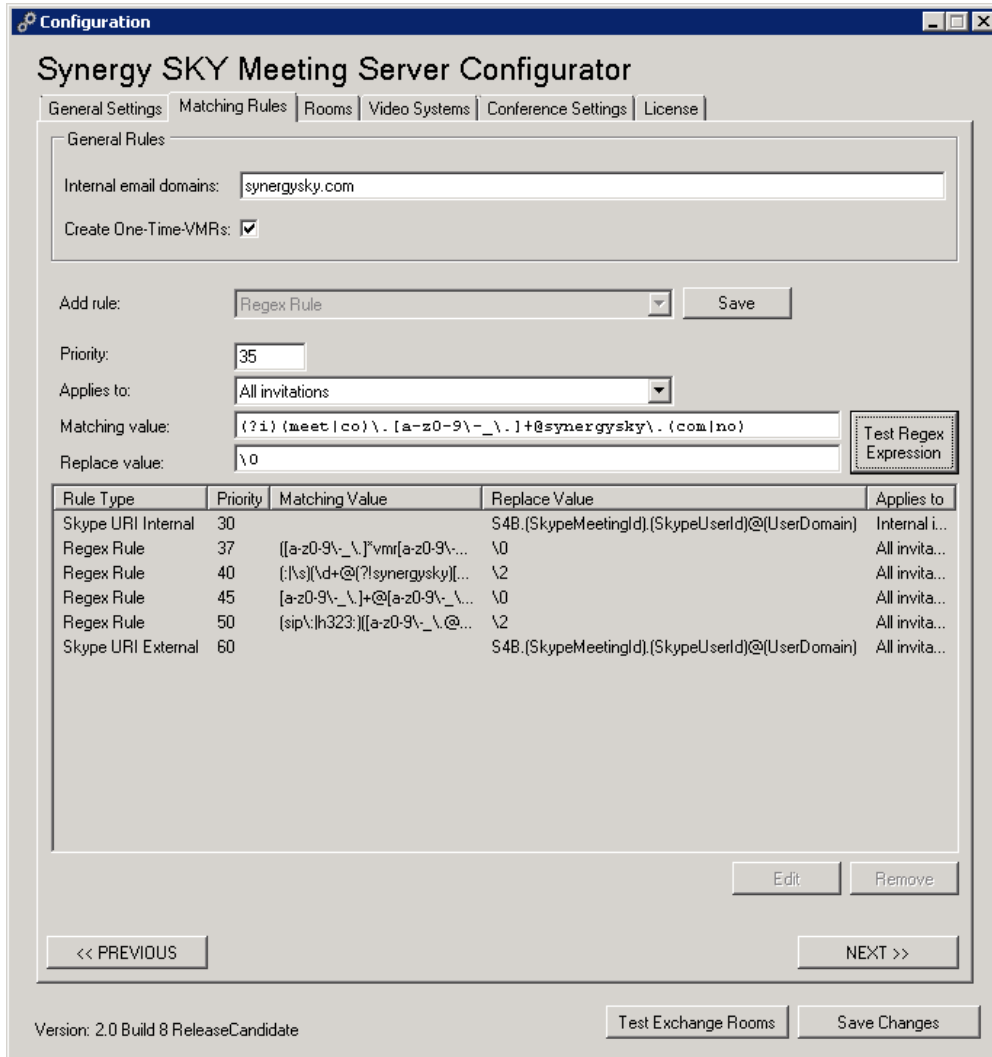 Configuration
Synergy SKY Meeting Server Configurator
General Settings Matching Rules Rooms Video Systems Conference Settings License
General Rules
Internal email domains: synergysky.com
Create One-Time-VMRs:
Add rule: Regex Rule Save
Priority: 35
Applies to: All invitations
Matching value: (?i)(meet|co)\.[a-z0-9\-_\.]+@synergysky\.(com|no)
Test Regex Expression
Replace value: \0
Rule Type Priority Matching Value Replace Value Applies to
Skype URI Internal 30 S4B.(SkypeMeetingId).(SkypeUserId)@(UserDomain) Internal i...
Regex Rule 37 ([a-z0-9\-_\.]*vmr[a-z0-9\-... \0 All invita...
Regex Rule 40 (:|\s)(\d+@(?!synergysky)[... \2 All invita...
Regex Rule 45 [a-z0-9\-_\.]+@[a-z0-9\-_\... \0 All invita...
Regex Rule 50 (sip\:|h323:)([a-z0-9\-_\.@... \2 All invita...
Skype URI External 60 S4B.(SkypeMeetingId).(SkypeUserId)@(UserDomain) All invita...
Edit Remove
<< PREVIOUS NEXT >>
Version: 2.0 Build 8 ReleaseCandidate Test Exchange Rooms Save Changes